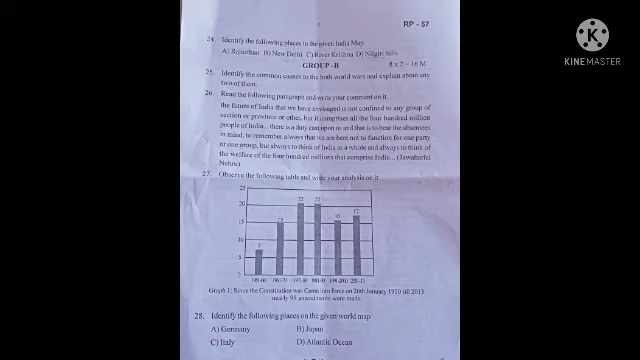 RP - 57
24. Identify the following places in the given India Map.
A) Rajasthan B) New Delhi C) River Krishna D) Nilgiri hills
GROUP -B 8 x 2 = 16 M
25. Identify the common causes to the both world wars and explain about any
two of them.
26. Read the following paragraph and write your comment on it.
the future of India that we have envisaged is not confined to any group of
section or province or other, but it comprises all the four hundred million
people of India. There is a duty cast upon us and that is to bear the absentees
in mind, to remember always that we are here not to function for one party
or one group, but always to think of India as a whole and always to think of
the welfare of the four hundred millions that comprise India ... (Jawaharlal
Nehru)
27. Observe the following table and write your analysis on it.
25
20
15
10
5
0
7 15 22 22 16 17
Graph 1: Since the Constitution was Came into force on 26th January 1950 till 2013
nearly 98 amendments were made.
28. Identify the following places on the given world map
A) Germany B) Japan
C) Italy D) Atlantic Ocean
KINEMASTER